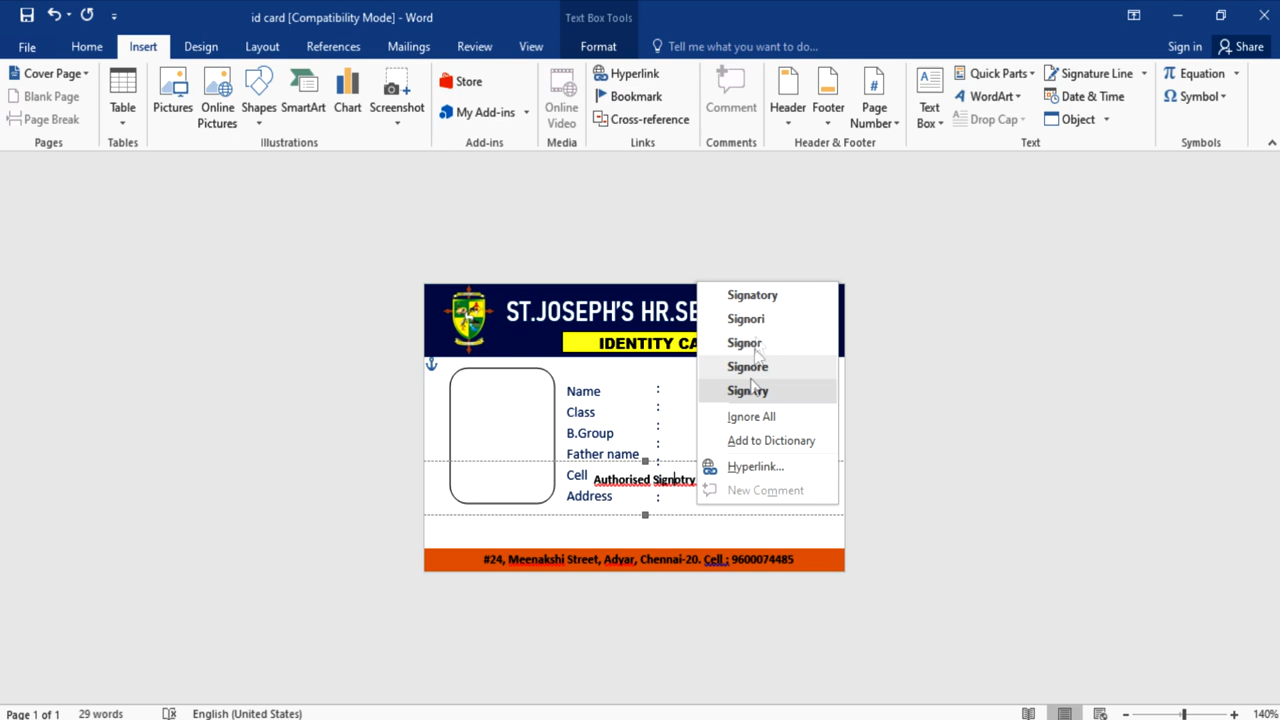 id card [Compatibility Mode] - Word
Text Box Tools
File
Home
Insert
Design
Layout
References
Mailings
Review
View
Format
Tell me what you want to do...
Sign in
Share
Cover Page
Blank Page
Page Break
Pages
Table
Tables
Pictures
Online Pictures
Shapes
SmartArt
Chart
Screenshot
Illustrations
Store
My Add-ins
Add-ins
Online Video
Media
Hyperlink
Bookmark
Cross-reference
Links
Comment
Comments
Header
Footer
Page Number
Header & Footer
Text Box
Quick Parts
WordArt
Drop Cap
Signature Line
Date & Time
Object
Text
Equation
Symbol
Symbols
ST.JOSEPH'S HR.SE
IDENTITY CA
Name :
Class :
B.Group :
Father name :
Cell :
Address :
Authorised Signotry
#24, Meenakshi Street, Adyar, Chennai-20. Cell : 9600074485
Signatory
Signori
Signor
Signore
Ignore All
Add to Dictionary
Hyperlink...
New Comment
Page 1 of 1
29 words
English (United States)
140%